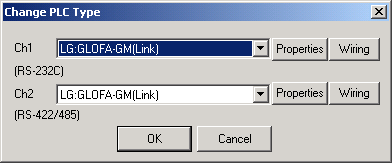 Change PLC Type
Ch1 LG:GLOFA-GM(Link) Properties Wiring
(RS-232C)
Ch2 LG:GLOFA-GM(Link) Properties Wiring
(RS-422/485)
OK Cancel